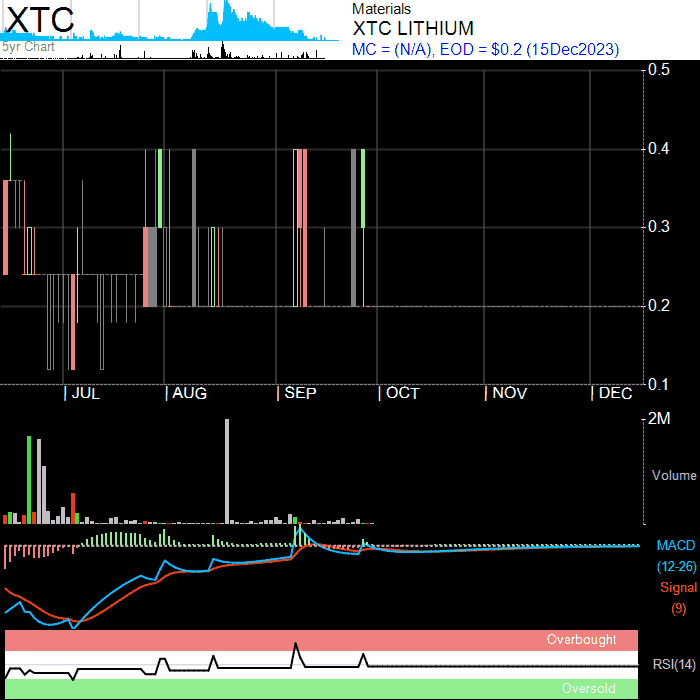 XTC
5yr Chart
Materials
XTC LITHIUM
MC = (N/A), EOD = $0.2 (15Dec2023)
0.5
0.4
0.3
0.2
0.1
JUL
AUG
SEP
OCT
NOV
DEC
2M
Volume
MACD
(12-26)
Signal
(9)
Overbought
RSI(14)
Oversold